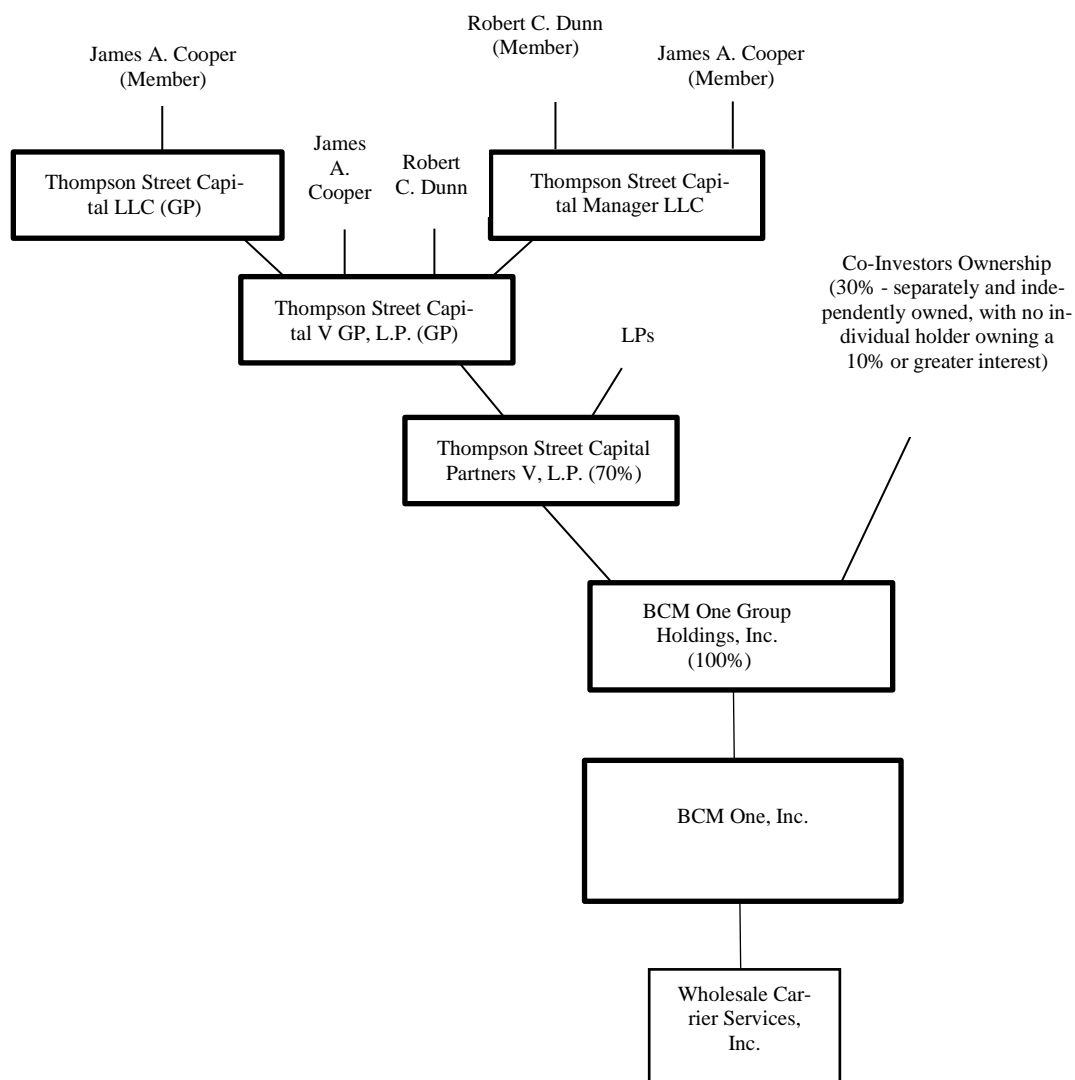 Robert C. Dunn
(Member)
James A. Cooper
(Member)
James A. Cooper
(Member)
James
A.
Cooper
Robert
C. Dunn
Thompson Street Capi-
tal LLC (GP)
Thompson Street Capi-
tal Manager LLC
Co-Investors Ownership
(30% - separately and inde-
pendently owned, with no in-
dividual holder owning a
10% or greater interest)
Thompson Street Capi-
tal V GP, L.P. (GP)
LPs
Thompson Street Capital
Partners V, L.P. (70%)
BCM One Group
Holdings, Inc.
(100%)
BCM One, Inc.
Wholesale Car-
rier Services,
Inc.